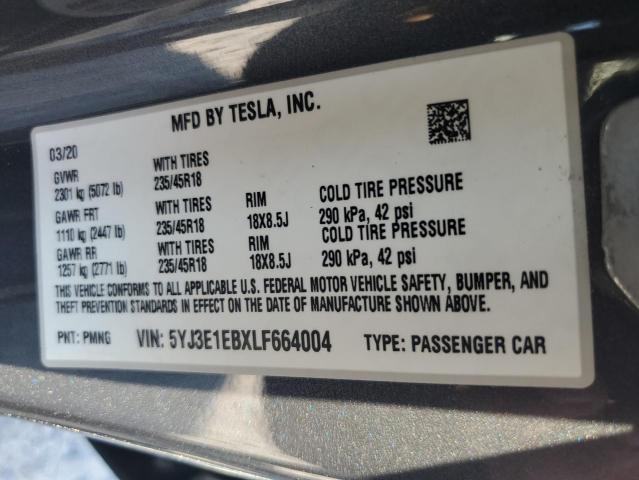 MFD BY TESLA, INC.
03/20
GVWR WITH TIRES
2301 kg (5072 lb) 235/45R18
GAWR FRT WITH TIRES RIM COLD TIRE PRESSURE
1110 kg (2447 lb) 235/45R18 18X8.5J 290 kPa, 42 psi
GAWR RR WITH TIRES RIM COLD TIRE PRESSURE
1257 kg (2771 lb) 235/45R18 18X8.5J 290 kPa, 42 psi
THIS VEHICLE CONFORMS TO ALL APPLICABLE U.S. FEDERAL MOTOR VEHICLE SAFETY, BUMPER, AND
THEFT PREVENTION STANDARDS IN EFFECT ON THE DATE OF MANUFACTURE SHOWN ABOVE.
PNT: PMNG VIN: 5YJ3E1EBXLF664004 TYPE: PASSENGER CAR